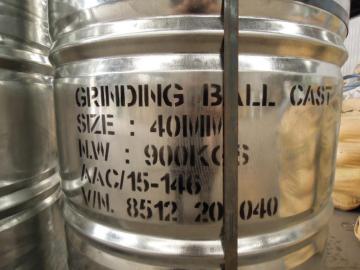 GRINDING BALL CAST
SIZE : 40MM
N.W : 900KGS
AAC/15-146
V/N. 8512 20 040